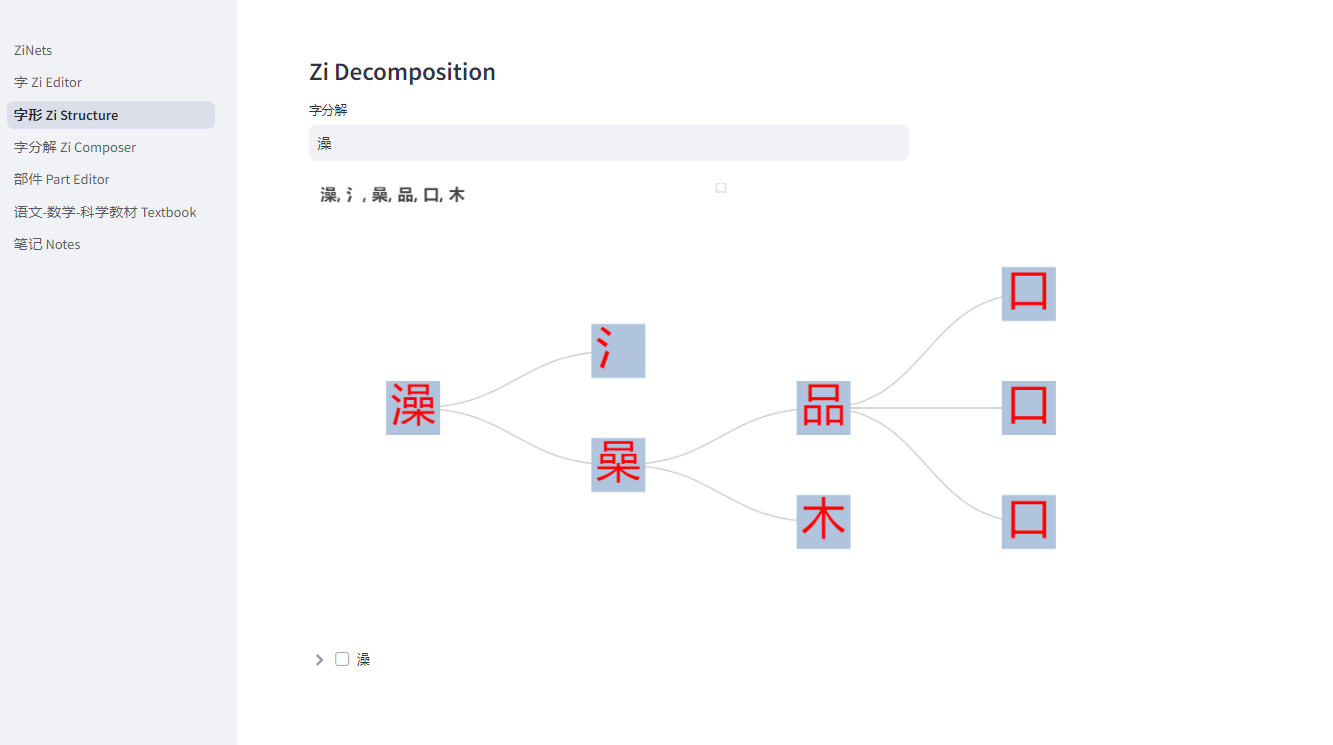 ZiNets
字 Zi Editor
字形 Zi Structure
字分解 Zi Composer
部件 Part Editor
语文-数学-科学教材 Textbook
笔记 Notes
Zi Decomposition
字分解
澡
澡, 氵, 喿, 品, 口, 木
口
氵
澡
品
口
喿
木
口
澡